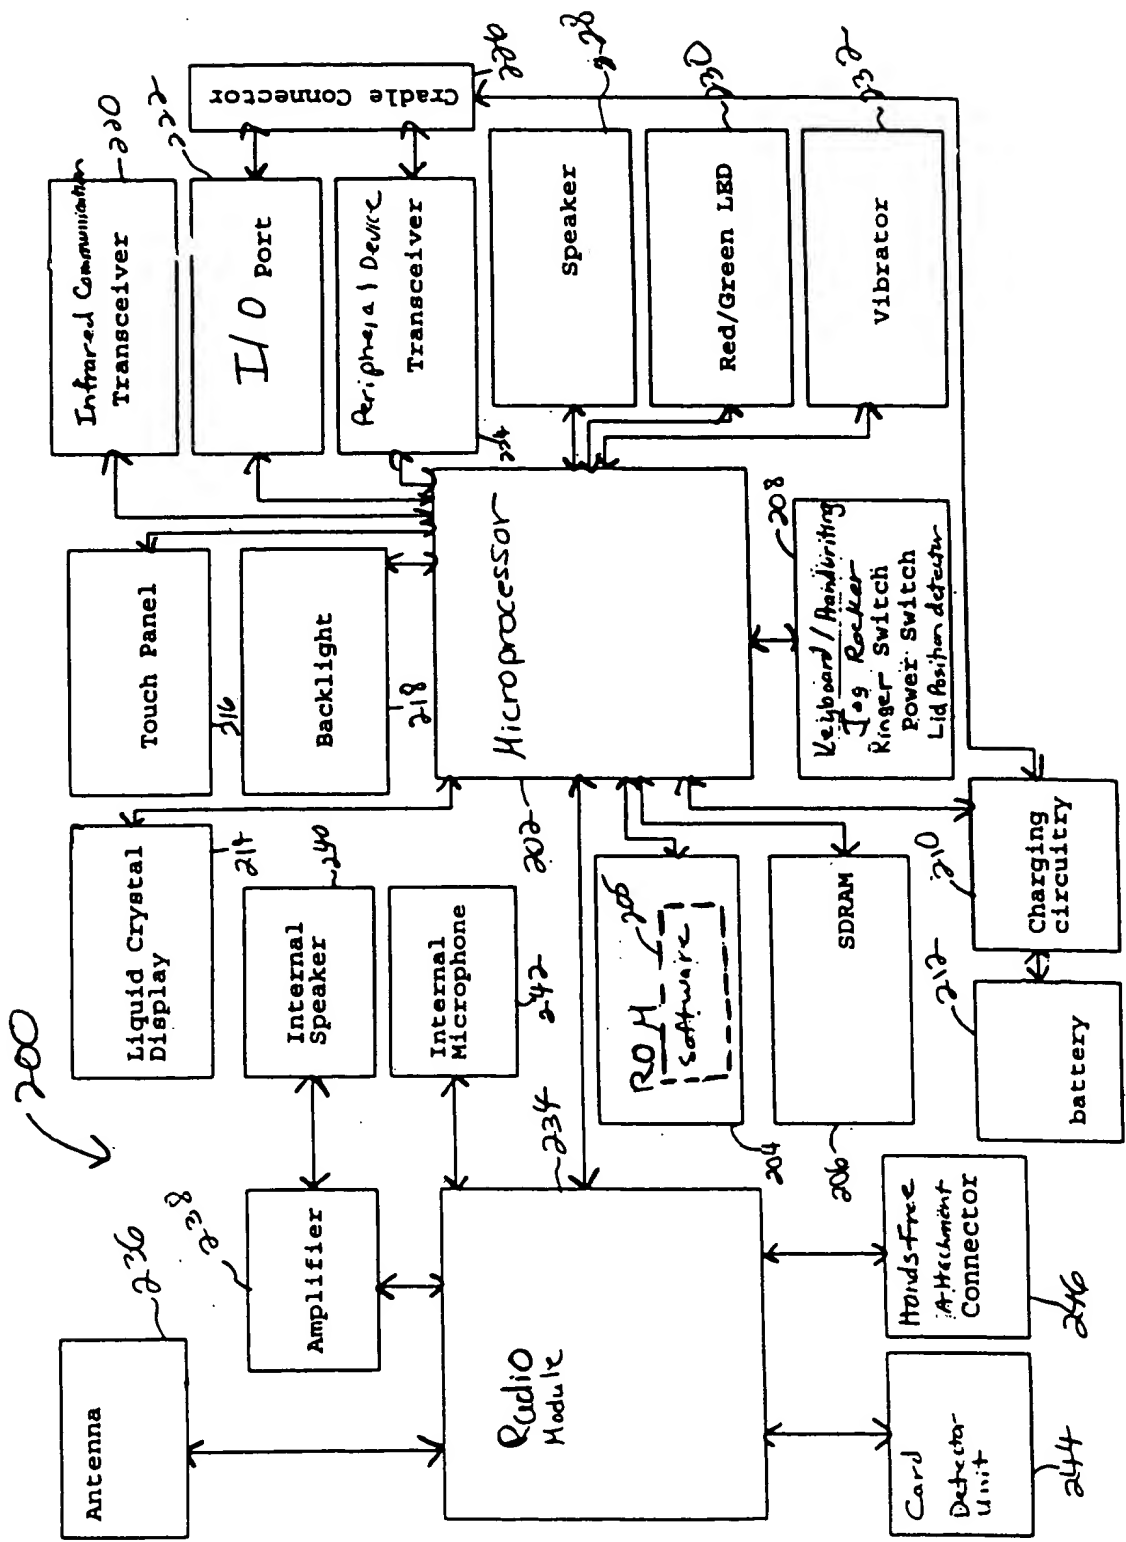 200
Antenna
236
Amplifier
238
Internal
Speaker
240
Internal
Microphone
242
Liquid Crystal
Display
214
Touch Panel
216
Backlight
218
Infrared Communication
Transceiver
220
I/O Port
222
Peripheral Device
Transceiver
224
Cradle Connector
226
Radio
Module
234
Microprocessor
202
Speaker
228
Red/Green LED
230
Vibrator
232
ROM
Software
204
SDRAM
206
Keyboard/Handwriting
Jog Rocker
Ringer Switch
Power Switch
Lid Position detector
208
Charging
circuitry
210
battery
212
Card
Detector
Unit
244
Hands Free
Attachment
Connector
246